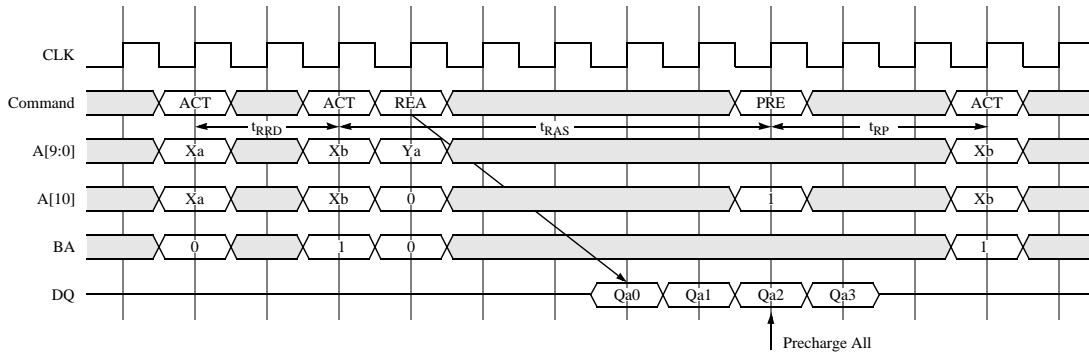 CLK
Command ACT ACT REA PRE ACT
tRRD tRAS tRP
A[9:0] Xa Xb Ya Xb
A[10] Xa Xb 0 1 Xb
BA 0 1 0 1
DQ Qa0 Qa1 Qa2 Qa3
Precharge All